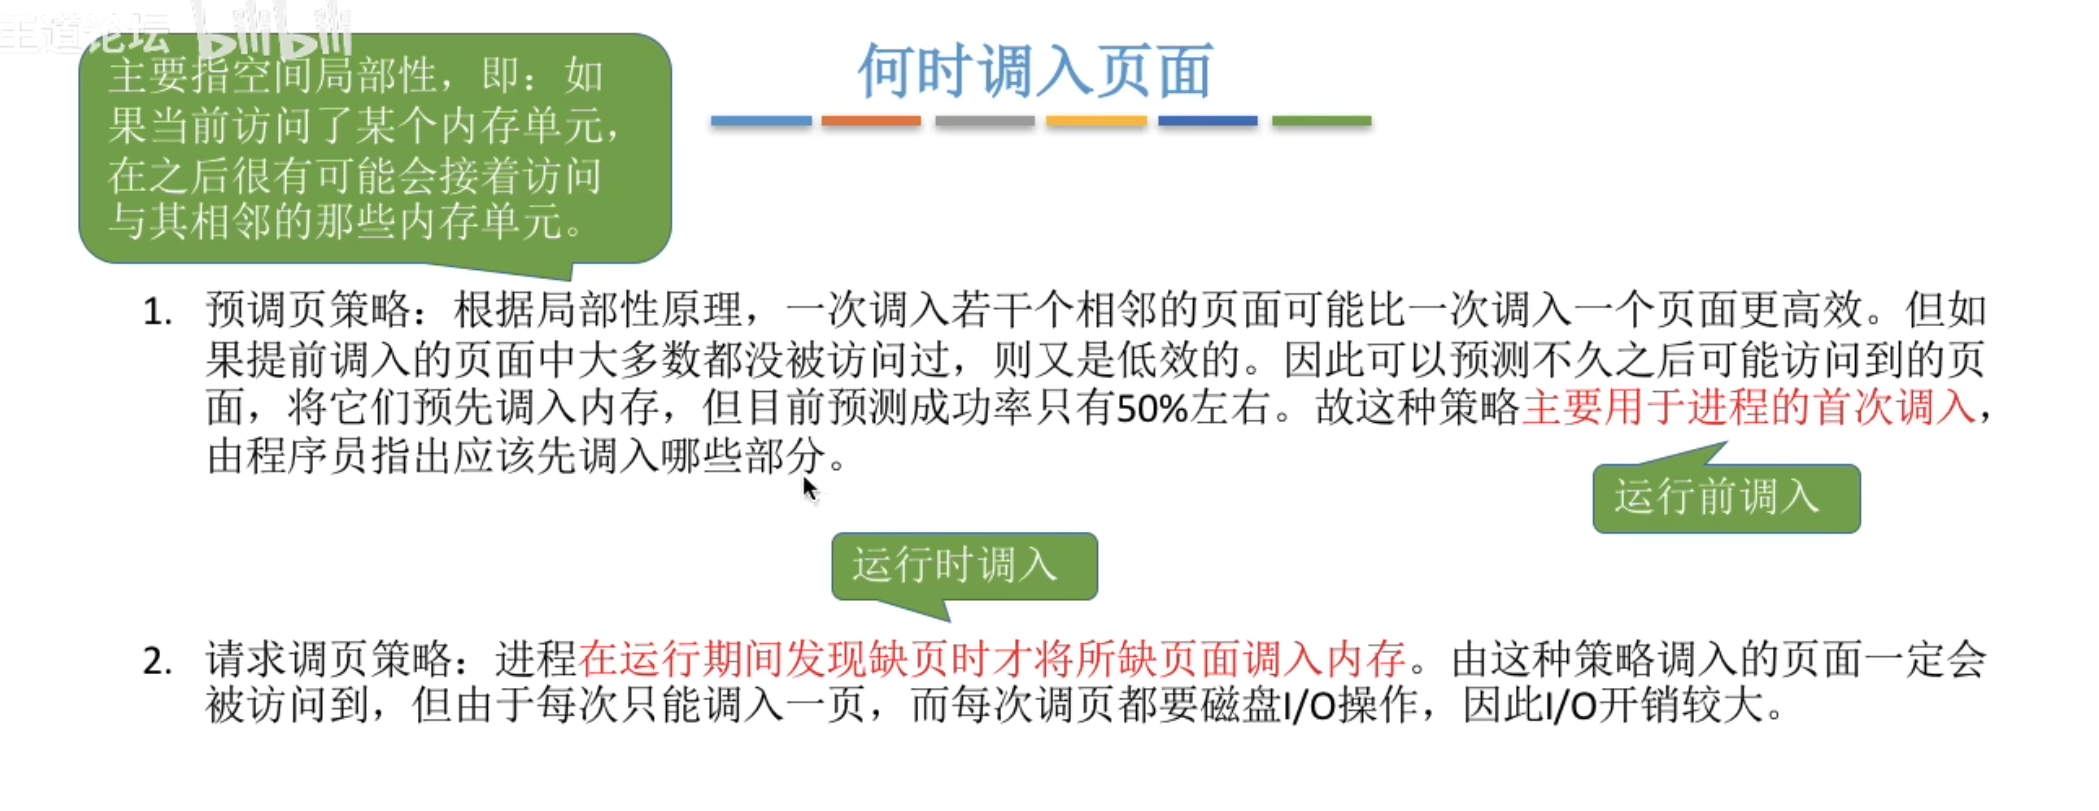 王道论坛 bilibili
主要指空间局部性，即：如
果当前访问了某个内存单元，
在之后很有可能会接着访问
与其相邻的那些内存单元。
何时调入页面
1. 预调页策略：根据局部性原理，一次调入若干个相邻的页面可能比一次调入一个页面更高效。但如
果提前调入的页面中大多数都没被访问过，则又是低效的。因此可以预测不久之后可能访问到的页
面，将它们预先调入内存，但目前预测成功率只有50%左右。故这种策略主要用于进程的首次调入，
由程序员指出应该先调入哪些部分。
运行前调入
运行时调入
2. 请求调页策略：进程在运行期间发现缺页时才将所缺页面调入内存。由这种策略调入的页面一定会
被访问到，但由于每次只能调入一页，而每次调页都要磁盘I/O操作，因此I/O开销较大。